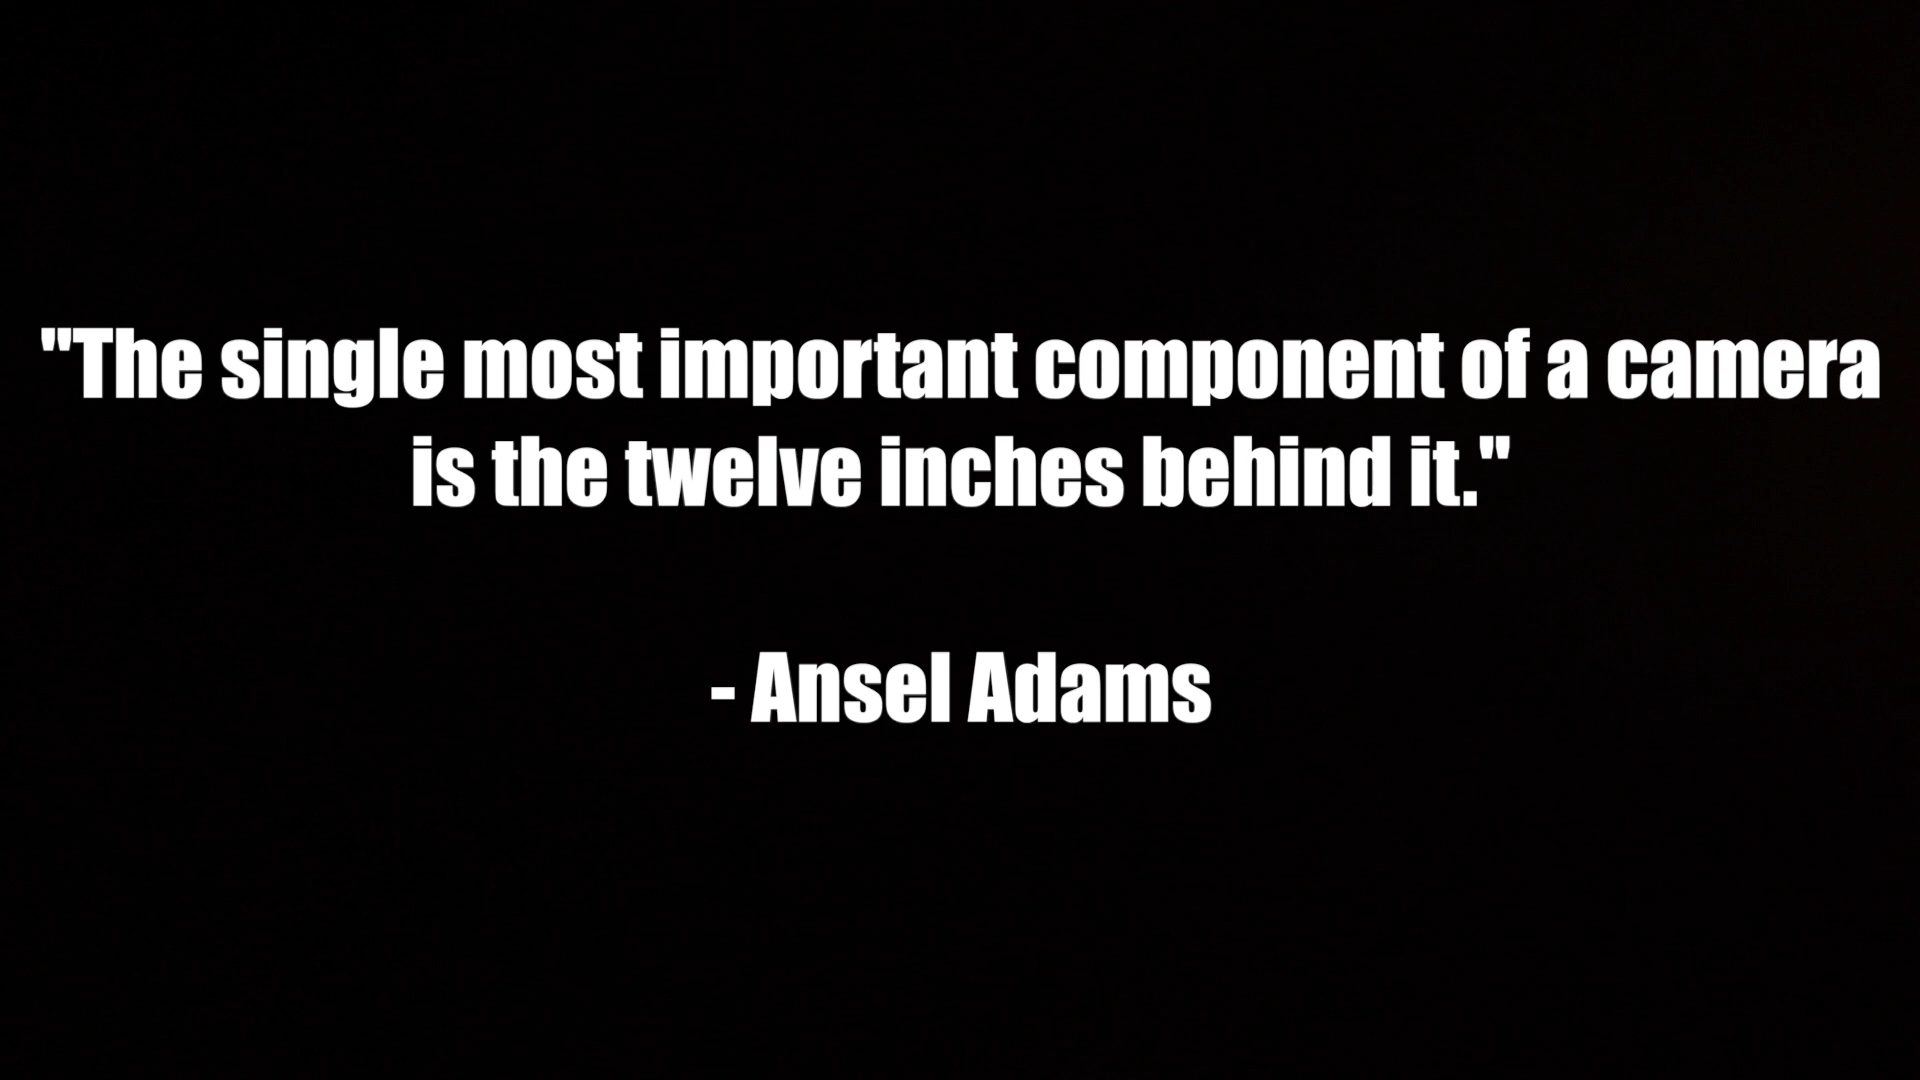 "The single most important component of a camera
is the twelve inches behind it."
- Ansel Adams